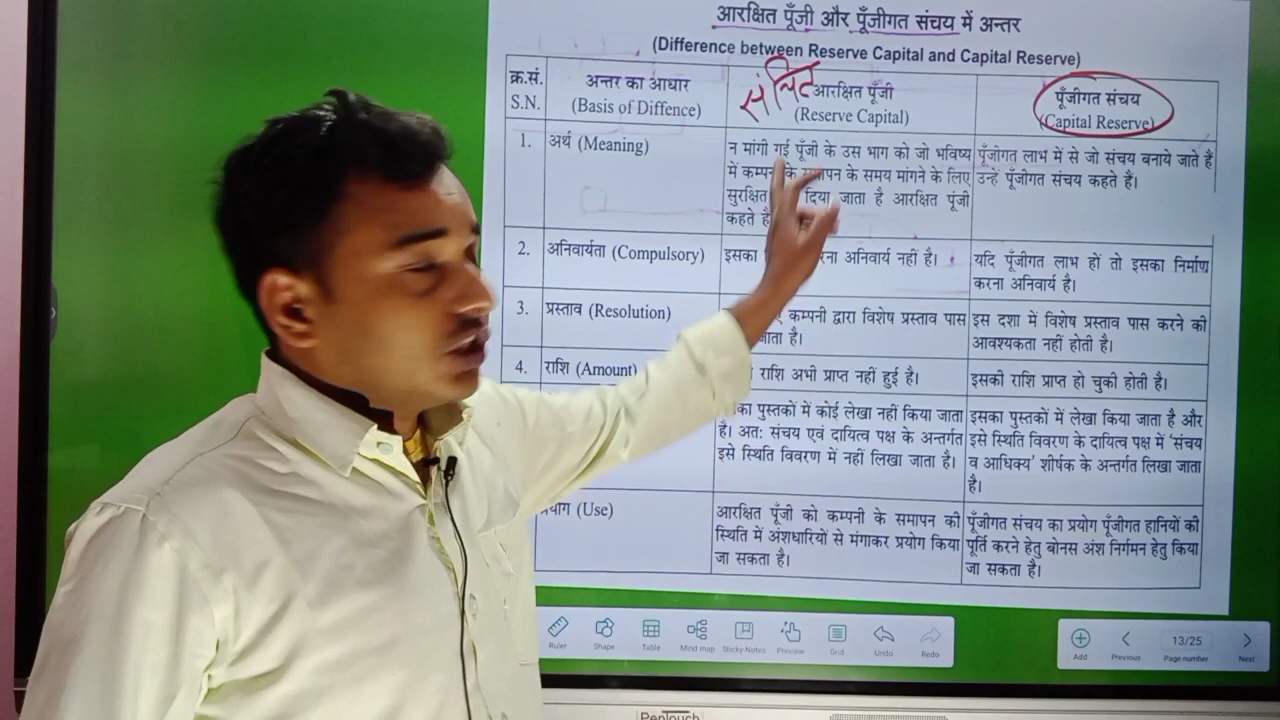 आरक्षित पूँजी और पूँजीगत संचय में अन्तर
(Difference between Reserve Capital and Capital Reserve)
क्र.सं.
S.N.
अन्तर का आधार
(Basis of Diffence)
संचित आरक्षित पूँजी
(Reserve Capital)
पूँजीगत संचय
(Capital Reserve)
1.
अर्थ (Meaning)
न मांगी गई पूँजी के उस भाग को जो भविष्य
में कम्पनी के समापन के समय मांगने के लिए
सुरक्षित दिया जाता है आरक्षित पूंजी
कहते
पूँजीगत लाभ में से जो संचय बनाये जाते हैं
उन्हें पूँजीगत संचय कहते हैं।
2.
अनिवार्यता (Compulsory)
इसका अनिवार्य नहीं है।
यदि पूँजीगत लाभ हों तो इसका निर्माण
करना अनिवार्य है।
3.
प्रस्ताव (Resolution)
कम्पनी द्वारा विशेष प्रस्ताव पास
जाता है।
इस दशा में विशेष प्रस्ताव पास करने की
आवश्यकता नहीं होती है।
4.
राशि (Amount)
राशि अभी प्राप्त नहीं हुई है।
इसकी राशि प्राप्त हो चुकी होती है।
पुस्तकों में कोई लेखा नहीं किया जाता
है। अत: संचय एवं दायित्व पक्ष के अन्तर्गत
इसे स्थिति विवरण में नहीं लिखा जाता है।
इसका पुस्तकों में लेखा किया जाता है और
इसे स्थिति विवरण के दायित्व पक्ष में 'संचय
व आधिक्य' शीर्षक के अन्तर्गत लिखा जाता
है।
(Use)
आरक्षित पूँजी को कम्पनी के समापन की
स्थिति में अंशधारियों से मंगाकर प्रयोग किया
जा सकता है।
पूँजीगत संचय का प्रयोग पूँजीगत हानियों की
पूर्ति करने हेतु बोनस अंश निर्गमन हेतु किया
जा सकता है।
Ruler
Shape
Table
Mind map
Sticky-Notes
Preview
Grid
Undo
Redo
Add
Previous
13/25
Page number
Next
PenTouch